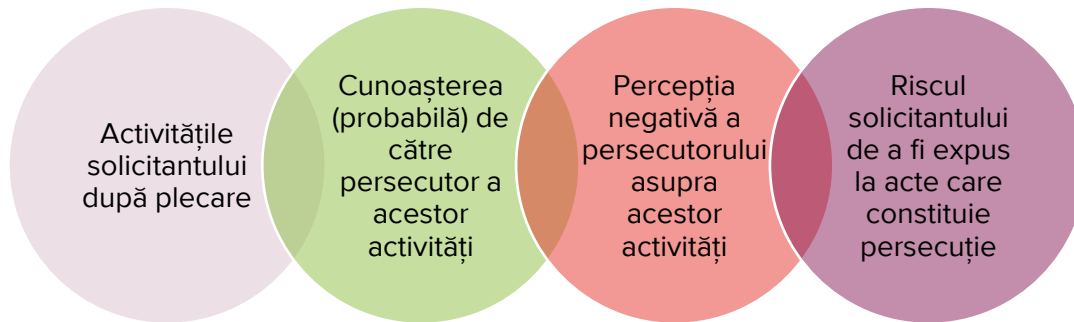 Activitățile
solicitantului
după plecare
Cunoașterea
(probabilă) de
către
persecutor a
acestor
activități
Percepția
negativă a
persecutorului
asupra
acestor
activități
Riscul
solicitantului
de a fi expus
la acte care
constituie
persecuție